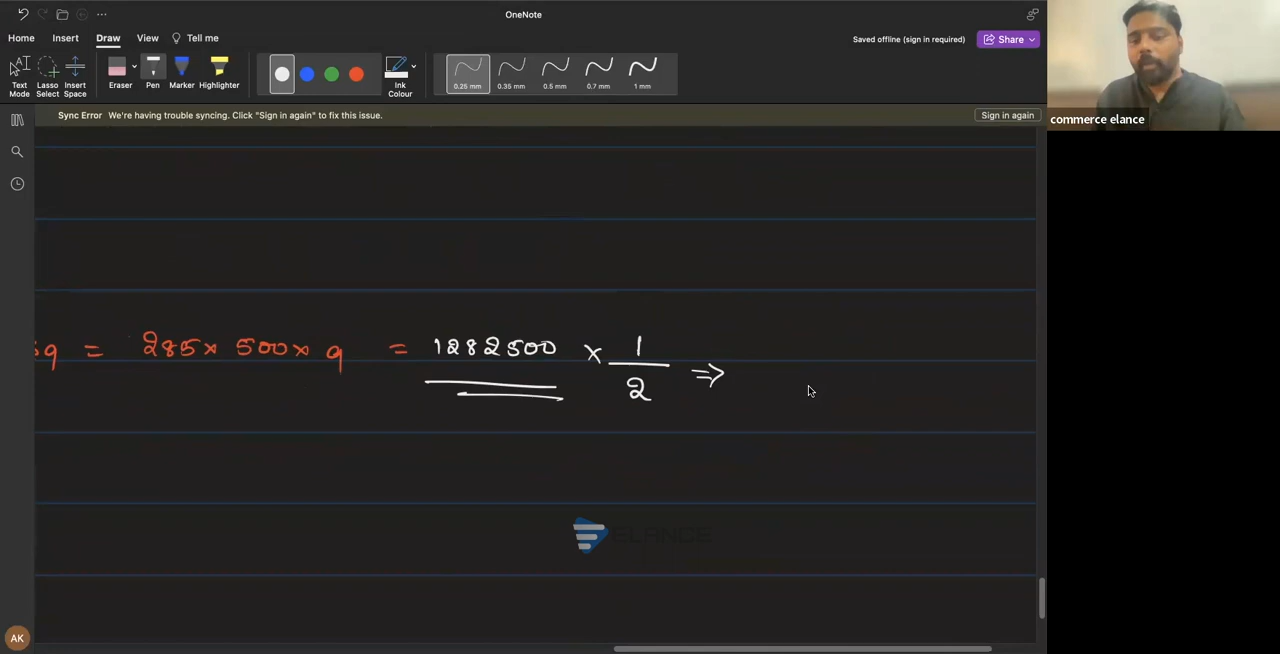 OneNote
Home Insert Draw View Tell me
Saved offline (sign in required) Share
Text Mode Lasso Select Insert Space Eraser Pen Marker Highlighter 0.25 mm 0.35 mm 0.5 mm 0.7 mm 1 mm Ink Colour
Sync Error We're having trouble syncing. Click "Sign in again" to fix this issue. Sign in again
commerce elance
9 = 285 × 500 × 9 = 1282500 × 1/2 ⇒
ELANCE
AK